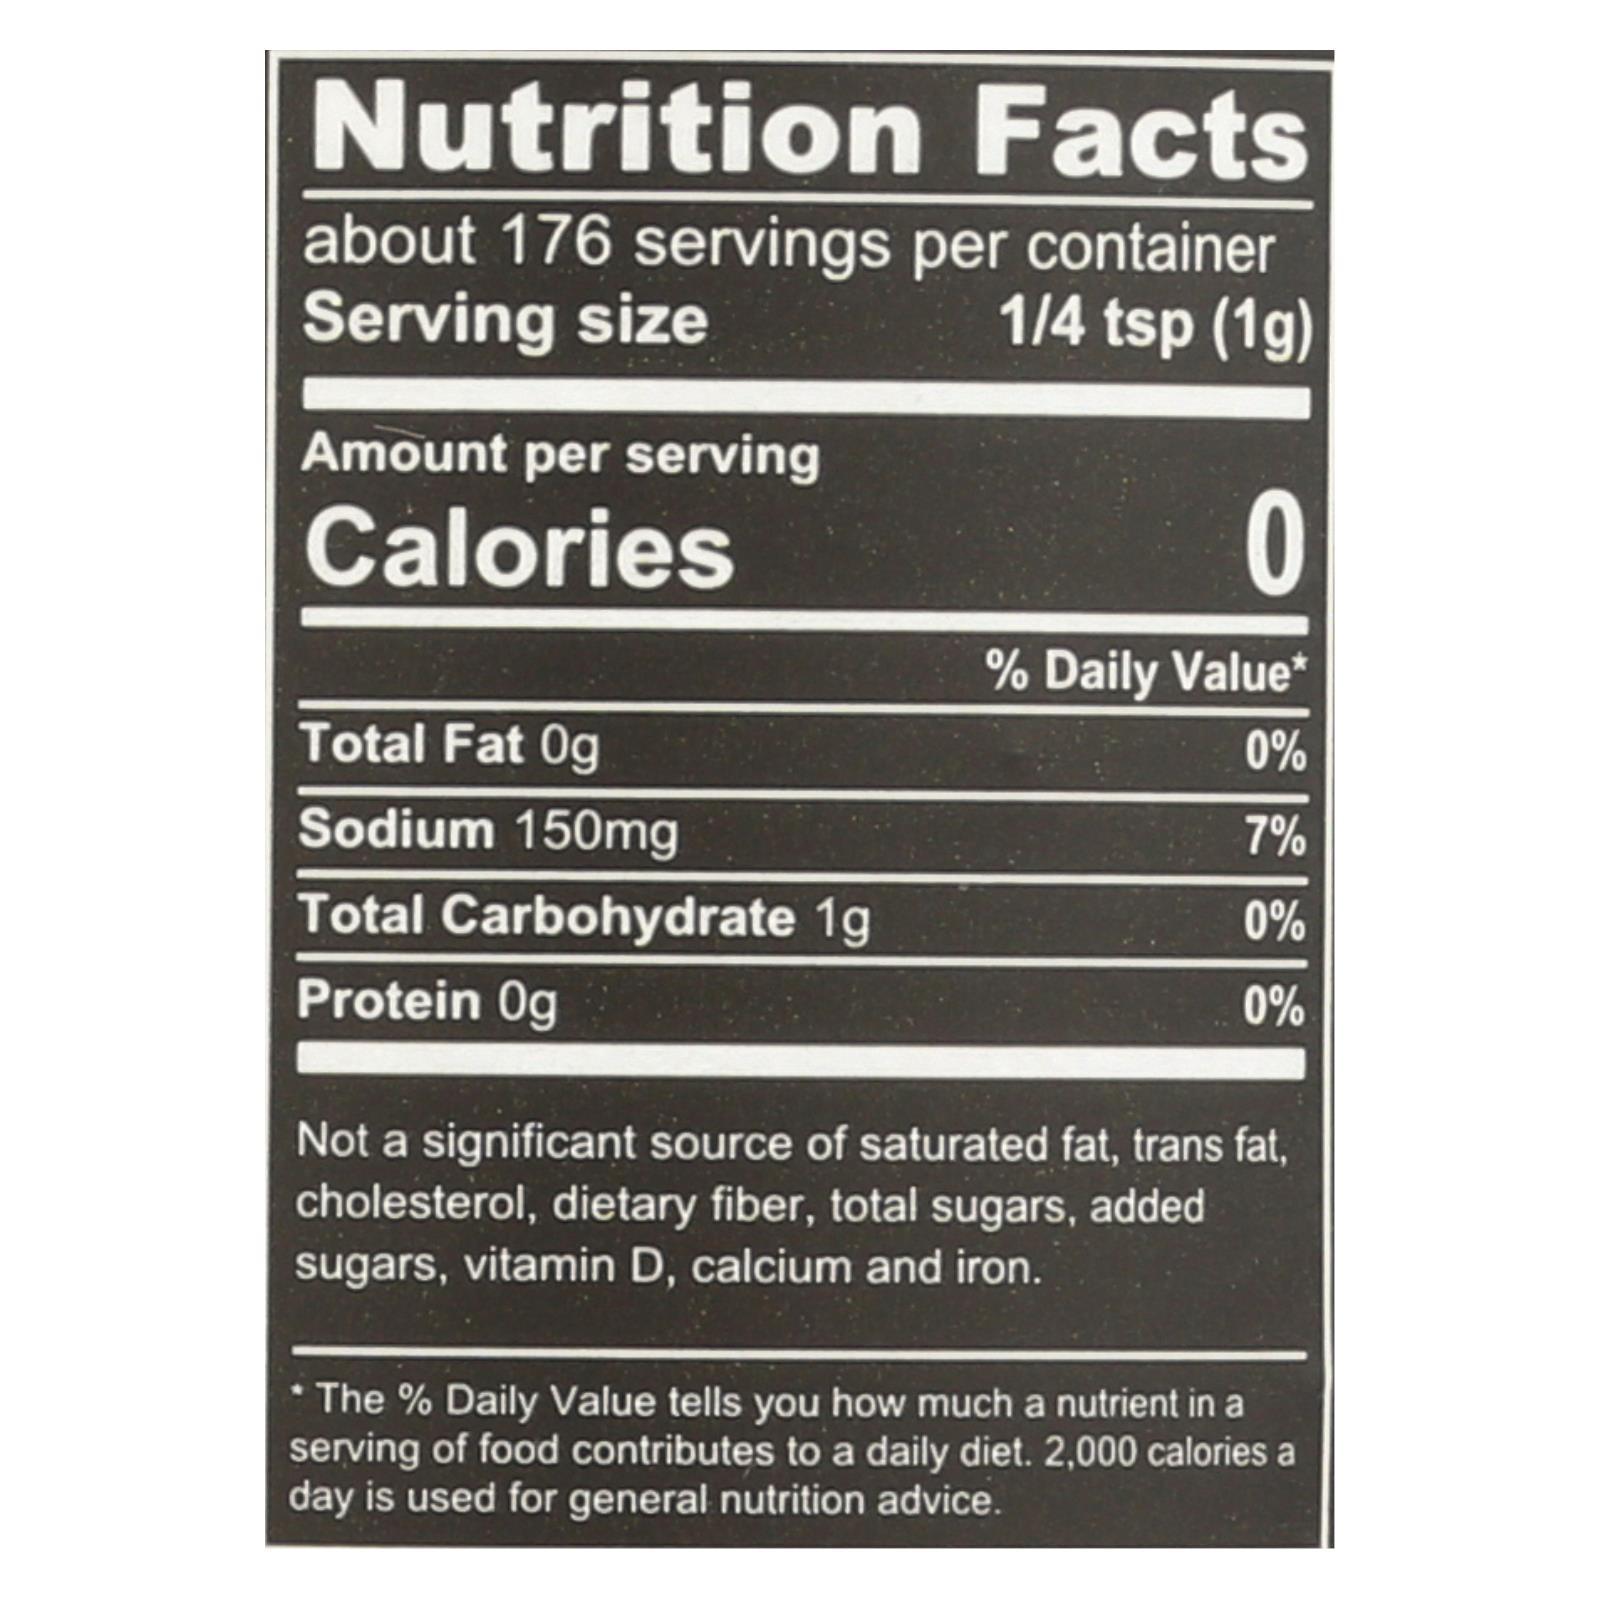 Nutrition Facts
about 176 servings per container
Serving size 1/4 tsp (1g)
Amount per serving
Calories 0
% Daily Value*
Total Fat 0g 0%
Sodium 150mg 7%
Total Carbohydrate 1g 0%
Protein 0g 0%
Not a significant source of saturated fat, trans fat,
cholesterol, dietary fiber, total sugars, added
sugars, vitamin D, calcium and iron.
* The % Daily Value tells you how much a nutrient in a
serving of food contributes to a daily diet. 2,000 calories a
day is used for general nutrition advice.